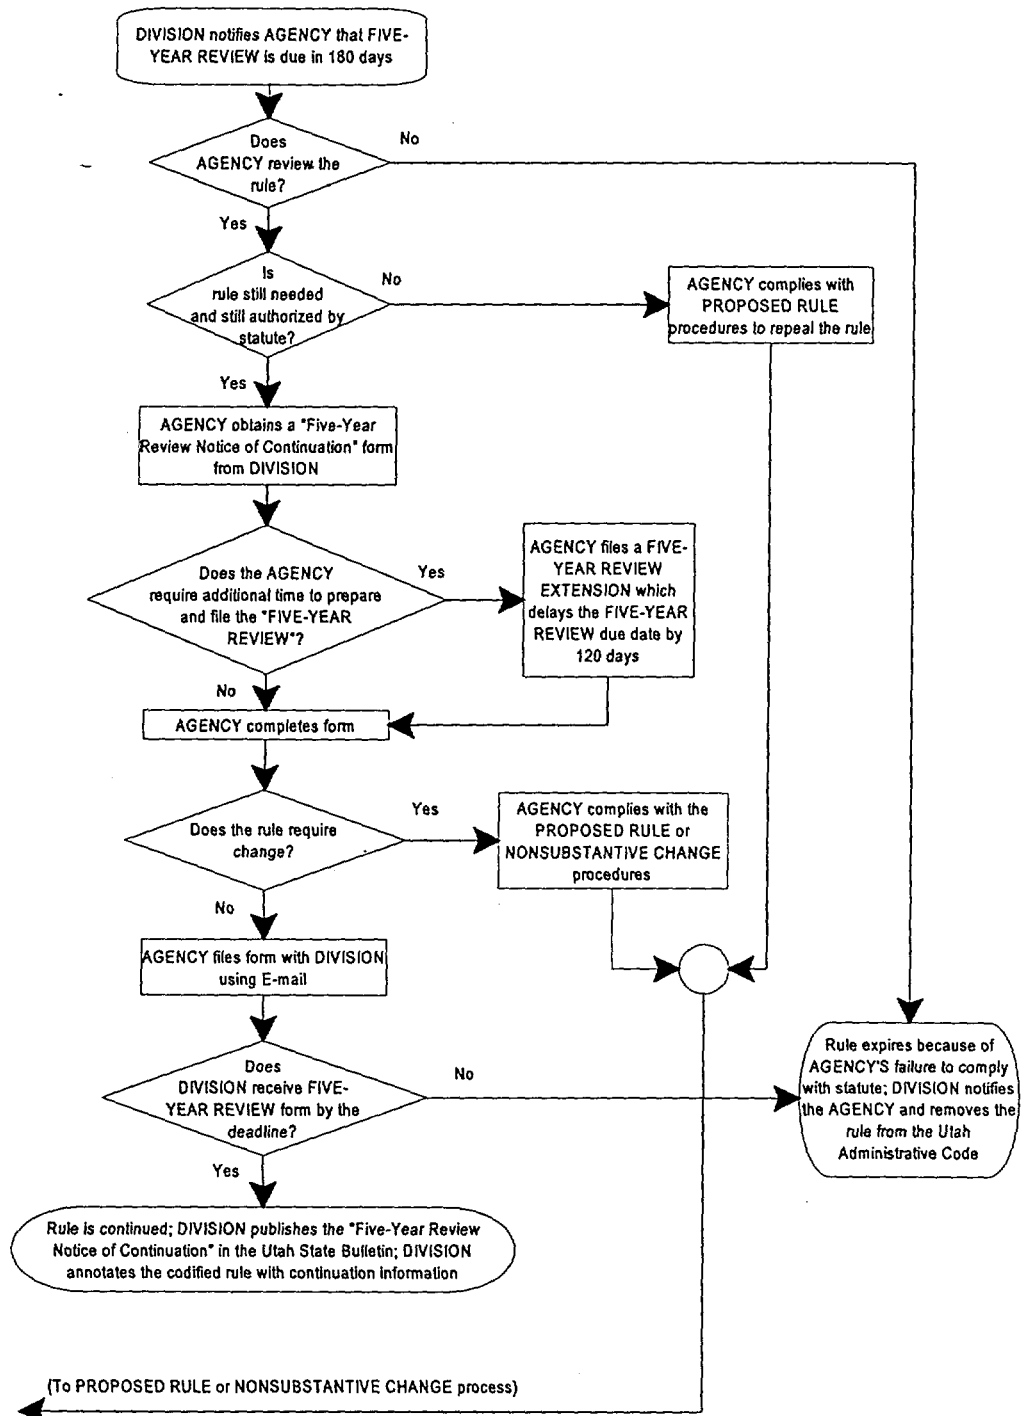 DIVISION notifies AGENCY that FIVE-
YEAR REVIEW is due in 180 days
Does
AGENCY review the
rule?
No
Yes
Is
rule still needed
and still authorized by
statute?
No
AGENCY complies with
PROPOSED RULE
procedures to repeal the rule
Yes
AGENCY obtains a "Five-Year
Review Notice of Continuation" form
from DIVISION
Does the AGENCY
require additional time to prepare
and file the "FIVE-YEAR
REVIEW"?
Yes
AGENCY files a FIVE-
YEAR REVIEW
EXTENSION which
delays the FIVE-YEAR
REVIEW due date by
120 days
No
AGENCY completes form
Does the rule require
change?
Yes
AGENCY complies with the
PROPOSED RULE or
NONSUBSTANTIVE CHANGE
procedures
No
AGENCY files form with DIVISION
using E-mail
Does
DIVISION receive FIVE-
YEAR REVIEW form by the
deadline?
No
Rule expires because of
AGENCY'S failure to comply
with statute; DIVISION notifies
the AGENCY and removes the
rule from the Utah
Administrative Code
Yes
Rule is continued; DIVISION publishes the "Five-Year Review
Notice of Continuation" in the Utah State Bulletin; DIVISION
annotates the codified rule with continuation information
(To PROPOSED RULE or NONSUBSTANTIVE CHANGE process)